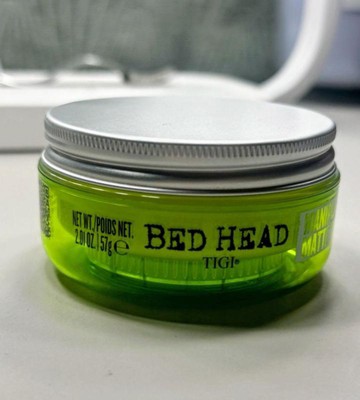 NET WT./POIDS NET.
2.01 OZ. | 57g ℮
BED HEAD
TIGI®